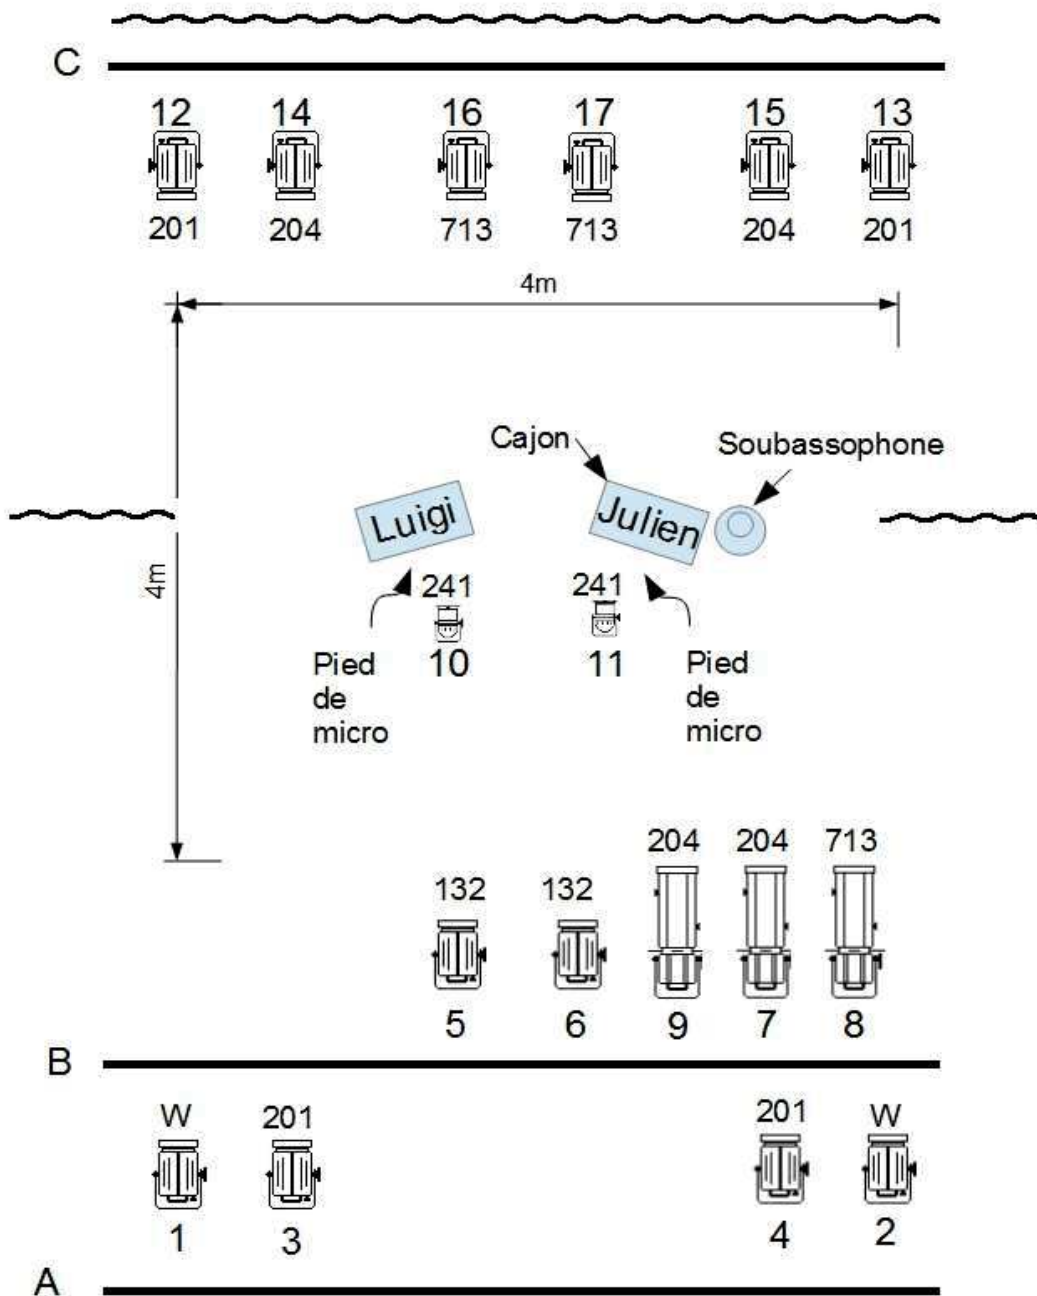 C
12 14 16 17 15 13
201 204 713 713 204 201
4m
Cajon Soubassophone
Luigi Julien
4m
241 241
10 11
Pied
de
micro
Pied
de
micro
204 204 713
132 132
5 6 9 7 8
B
W 201 201 W
1 3 4 2
A